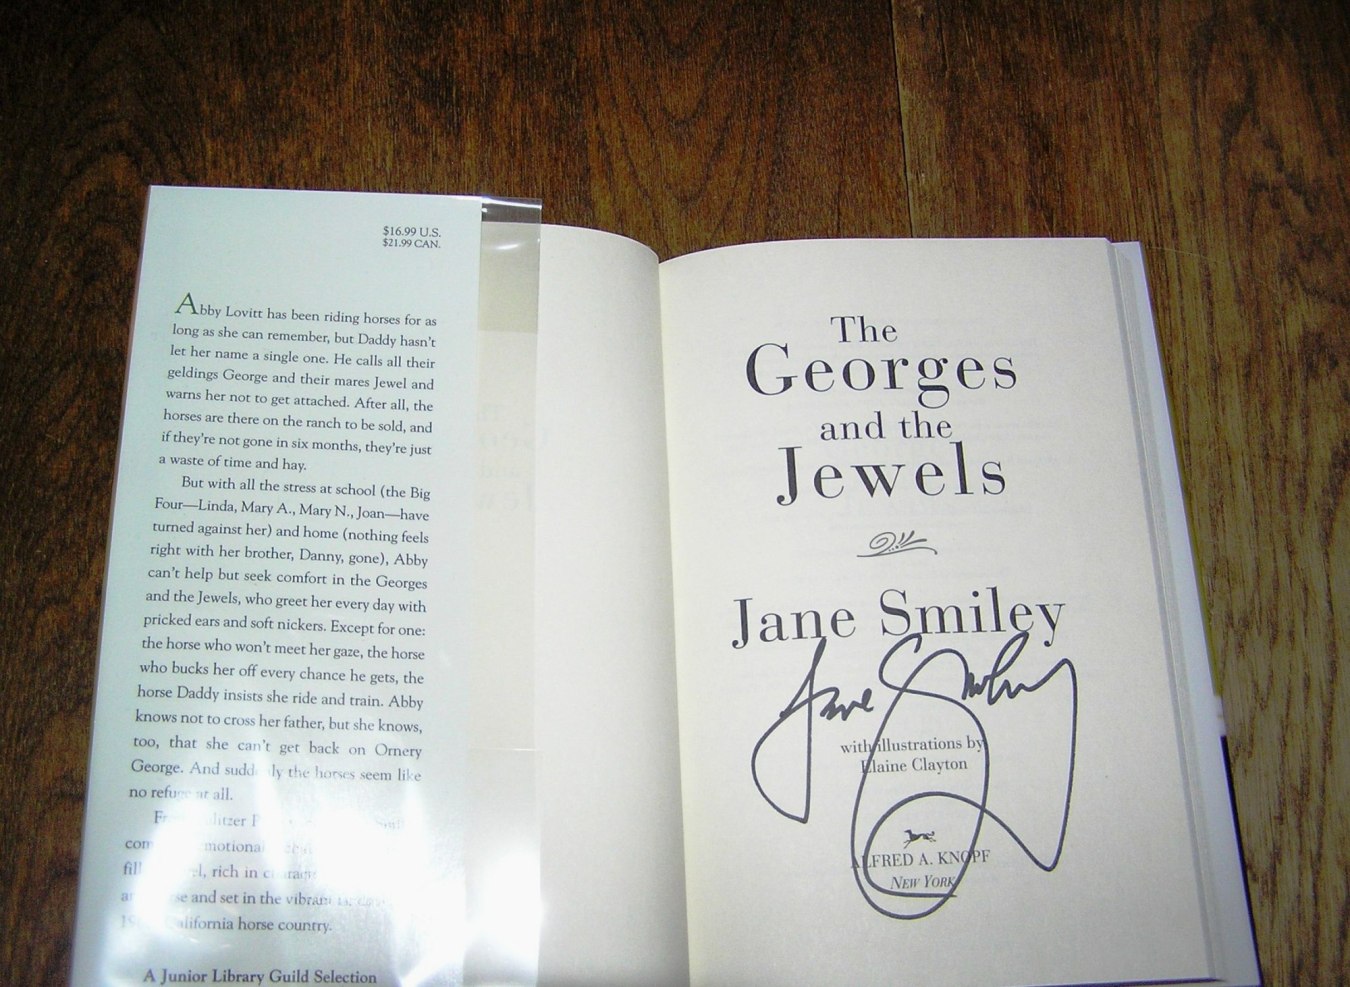 $16.99 U.S.
$21.99 CAN.
Abby Lovitt has been riding horses for as
long as she can remember, but Daddy hasn't
let her name a single one. He calls all their
geldings George and their mares Jewel and
warns her not to get attached. After all, the
horses are there on the ranch to be sold, and
if they're not gone in six months, they're just
a waste of time and hay.
But with all the stress at school (the Big
Four—Linda, Mary A., Mary N., Joan—have
turned against her) and home (nothing feels
right with her brother, Danny, gone), Abby
can't help but seek comfort in the Georges
and the Jewels, who greet her every day with
pricked ears and soft nickers. Except for one:
the horse who won't meet her gaze, the horse
who bucks her off every chance he gets, the
horse Daddy insists she ride and train. Abby
knows not to cross her father, but she knows,
too, that she can't get back on Ornery
George. And suddenly the horses seem like
no refuge at all.
rich in
and set in the
California horse country.
A Junior Library Guild Selection
The
Georges
and the
Jewels
Jane Smiley
Jane Smiley
with illustrations by
Elaine Clayton
ALFRED A. KNOPF
NEW YORK